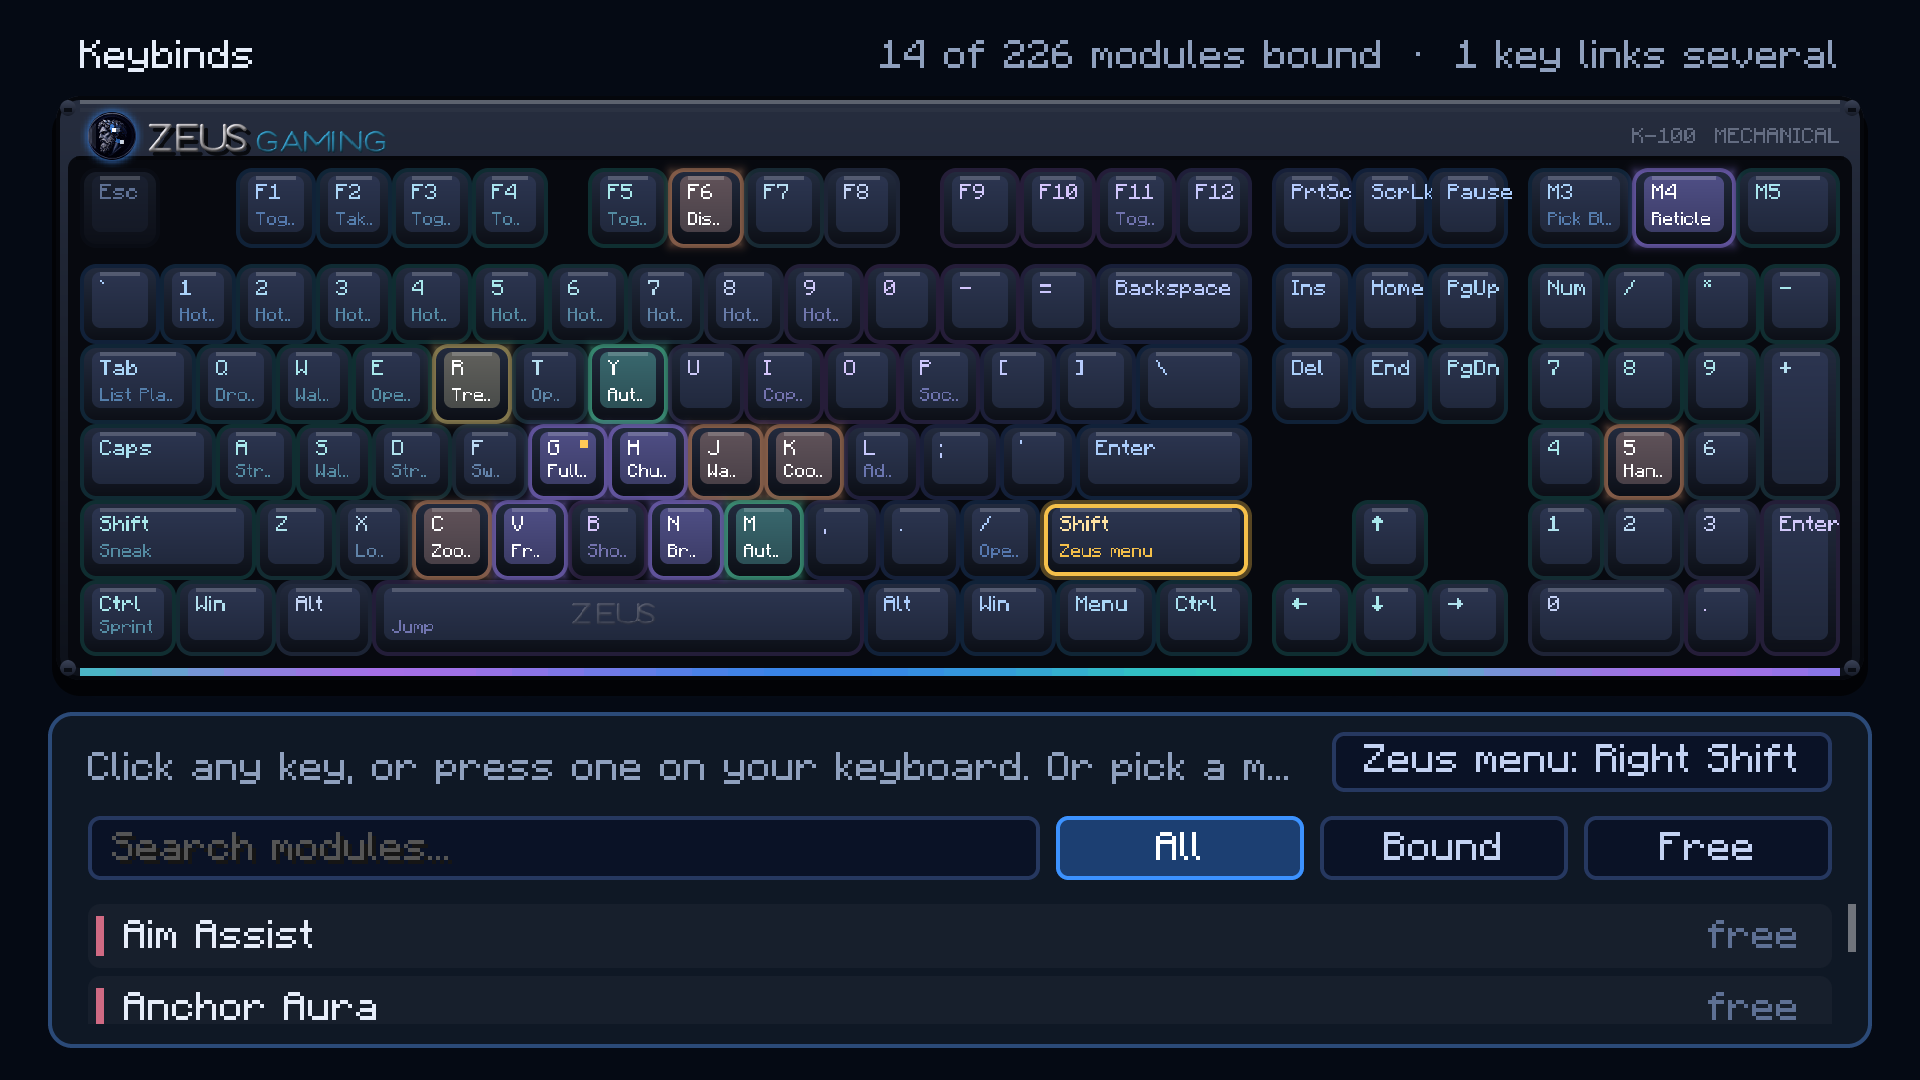 Keybinds
14 of 226 modules bound · 1 key links several
ZEUS GAMING
K-100 MECHANICAL
Esc F1 F2 F3 F4 F5 F6 F7 F8 F9 F10 F11 F12 PrtSc ScrLk Pause M3 M4 M5
Tog.. Tak.. Tog.. To.. Tog.. Dis.. Tog.. Pick Bl.. Reticle
` 1 2 3 4 5 6 7 8 9 0 - = Backspace Ins Home PgUp Num / * -
Hot.. Hot.. Hot.. Hot.. Hot.. Hot.. Hot.. Hot.. Hot..
Tab Q W E R T Y U I O P [ ] \ Del End PgDn 7 8 9 +
List Pla.. Dro.. Wal.. Ope.. Tre.. Op.. Aut.. Cop.. Soc..
Caps A S D F G H J K L ; ' Enter 4 5 6
Str.. Wal.. Str.. Sw.. Full.. Chu.. Wa.. Coo.. Ad.. Han..
Shift Z X C V B N M , . / Shift ↑ 1 2 3 Enter
Sneak Lo.. Zoo.. Fr.. Sho.. Br.. Aut.. Ope.. Zeus menu
Ctrl Win Alt ZEUS Alt Win Menu Ctrl ← ↓ → 0 .
Sprint Jump
Click any key, or press one on your keyboard. Or pick a m...
Zeus menu: Right Shift
Search modules...
All
Bound
Free
Aim Assist free
Anchor Aura free